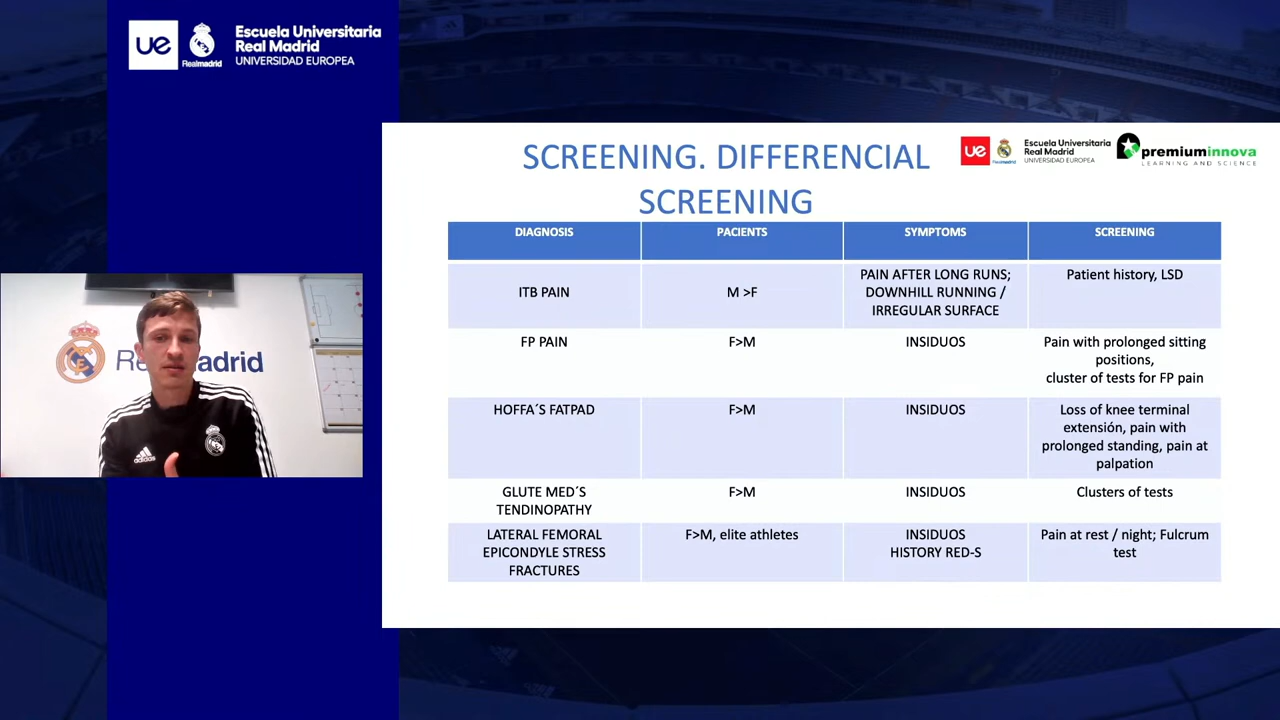 ue
Realmadrid
Escuela Universitaria
Real Madrid
UNIVERSIDAD EUROPEA
SCREENING. DIFFERENCIAL
SCREENING
ue
Escuela Universitaria
Real Madrid
UNIVERSIDAD EUROPEA
premiuminnova
LEARNING AND SCIENCE
DIAGNOSIS
PACIENTS
SYMPTOMS
SCREENING
ITB PAIN
M >F
PAIN AFTER LONG RUNS;
DOWNHILL RUNNING /
IRREGULAR SURFACE
Patient history, LSD
FP PAIN
F>M
INSIDUOS
Pain with prolonged sitting
positions,
cluster of tests for FP pain
HOFFA´S FATPAD
F>M
INSIDUOS
Loss of knee terminal
extensión, pain with
prolonged standing, pain at
palpation
GLUTE MED´S
TENDINOPATHY
F>M
INSIDUOS
Clusters of tests
LATERAL FEMORAL
EPICONDYLE STRESS
FRACTURES
F>M, elite athletes
INSIDUOS
HISTORY RED-S
Pain at rest / night; Fulcrum
test
adidas